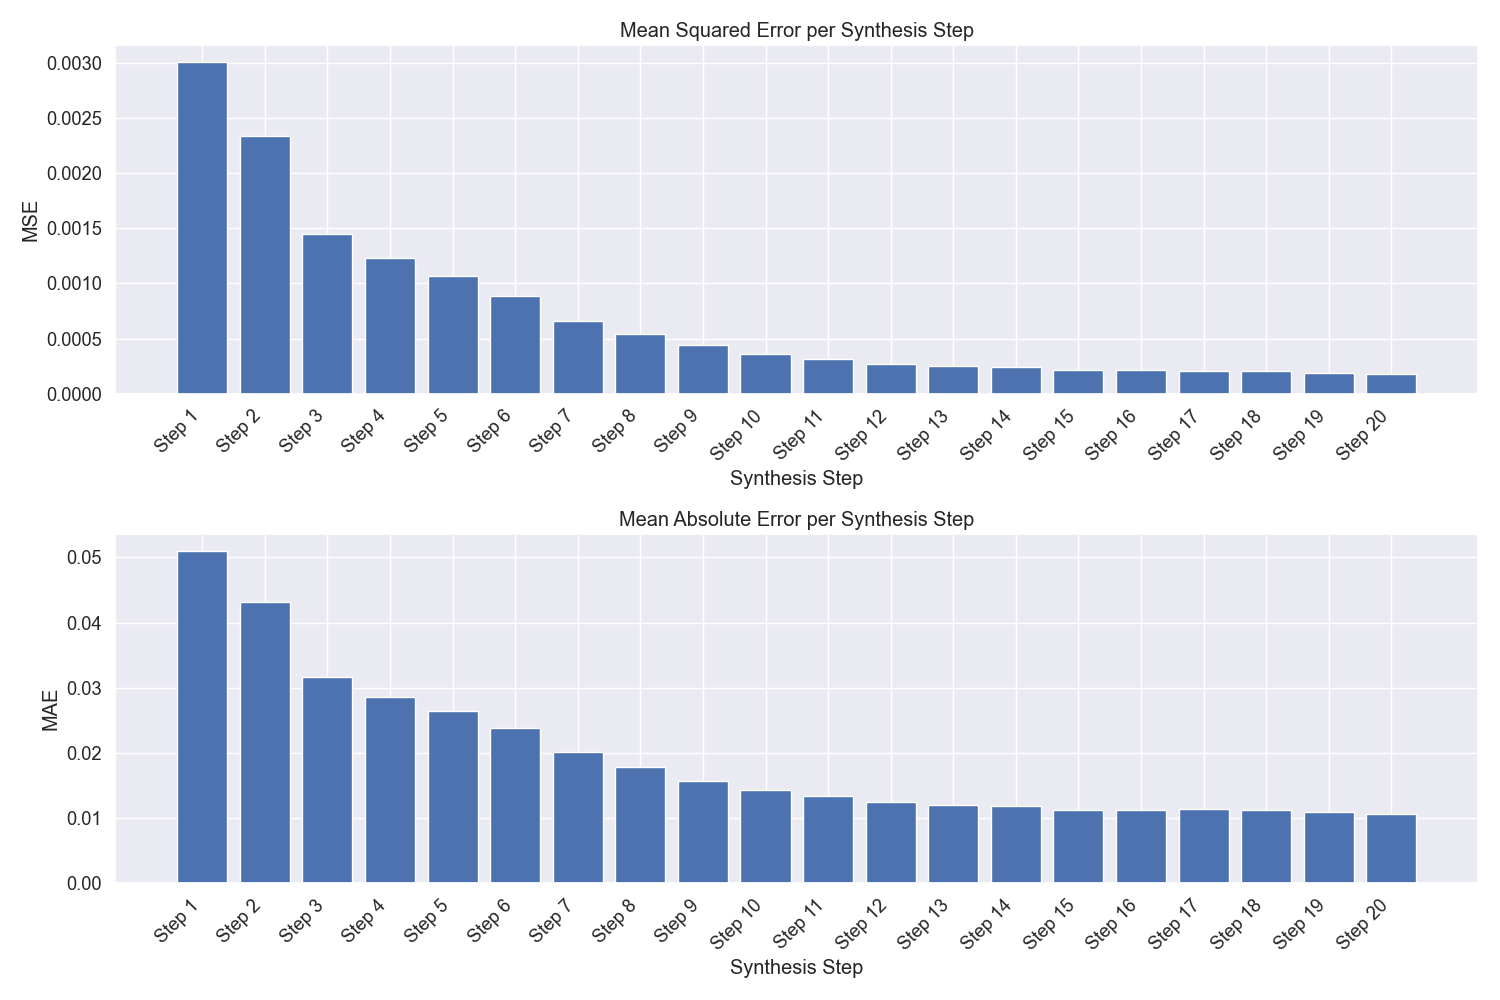 Mean Squared Error per Synthesis Step
MSE
0.0030
0.0025
0.0020
0.0015
0.0010
0.0005
0.0000
Step 1 Step 2 Step 3 Step 4 Step 5 Step 6 Step 7 Step 8 Step 9 Step 10 Step 11 Step 12 Step 13 Step 14 Step 15 Step 16 Step 17 Step 18 Step 19 Step 20
Synthesis Step
Mean Absolute Error per Synthesis Step
MAE
0.05
0.04
0.03
0.02
0.01
0.00
Step 1 Step 2 Step 3 Step 4 Step 5 Step 6 Step 7 Step 8 Step 9 Step 10 Step 11 Step 12 Step 13 Step 14 Step 15 Step 16 Step 17 Step 18 Step 19 Step 20
Synthesis Step